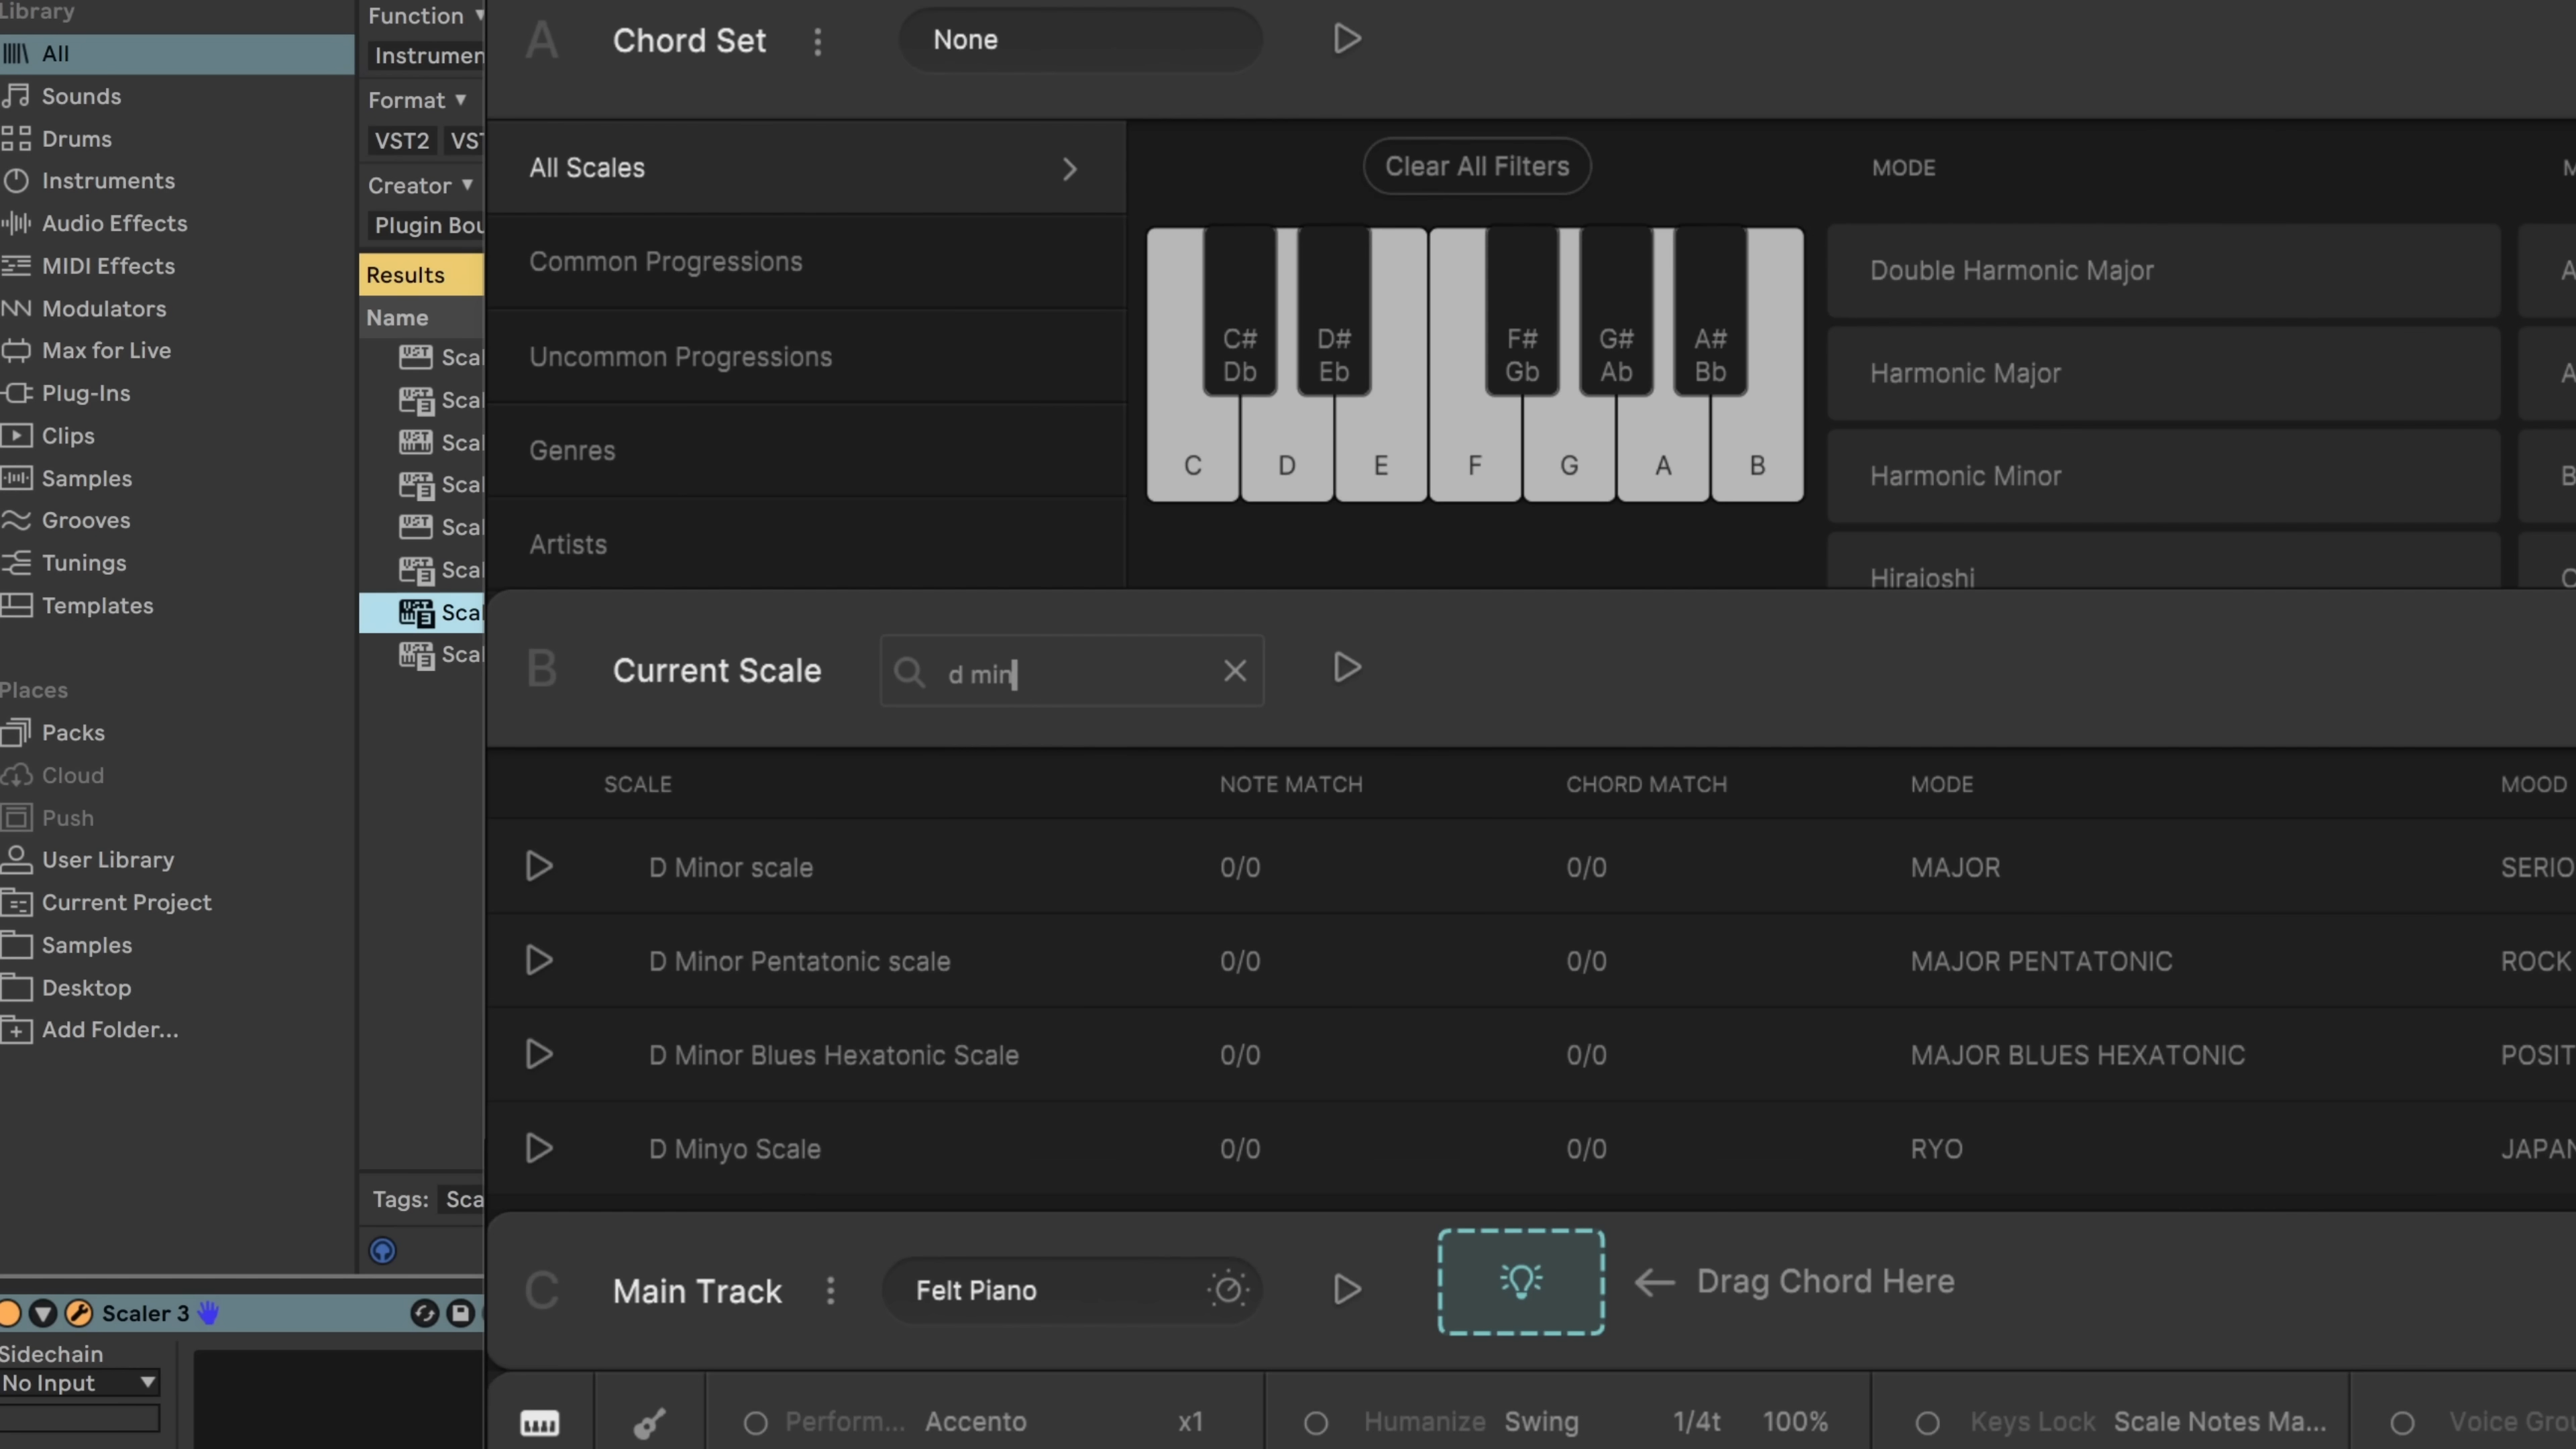 Library
All
Sounds
Drums
Instruments
Audio Effects
MIDI Effects
Modulators
Max for Live
Plug-Ins
Clips
Samples
Grooves
Tunings
Templates
Places
Packs
Cloud
Push
User Library
Current Project
Samples
Desktop
Add Folder...
Function
Instrumen
Format
VST2 VST
Creator
Plugin Bou
Results
Name
Scal
Scal
Scal
Scal
Scal
Scal
Scal
Scal
Tags: Sca
A Chord Set None
All Scales
Common Progressions
Uncommon Progressions
Genres
Artists
Clear All Filters
C# Db D# Eb F# Gb G# Ab A# Bb
C D E F G A B
MODE
Double Harmonic Major
Harmonic Major
Harmonic Minor
Hirajoshi
B Current Scale d min
SCALE NOTE MATCH CHORD MATCH MODE MOOD
D Minor scale 0/0 0/0 MAJOR SERIO
D Minor Pentatonic scale 0/0 0/0 MAJOR PENTATONIC ROCK
D Minor Blues Hexatonic Scale 0/0 0/0 MAJOR BLUES HEXATONIC POSIT
D Minyo Scale 0/0 0/0 RYO JAPAN
C Main Track Felt Piano Drag Chord Here
Perform... Accento x1 Humanize Swing 1/4t 100% Keys Lock Scale Notes Ma... Voice Grou
Scaler 3
Sidechain
No Input